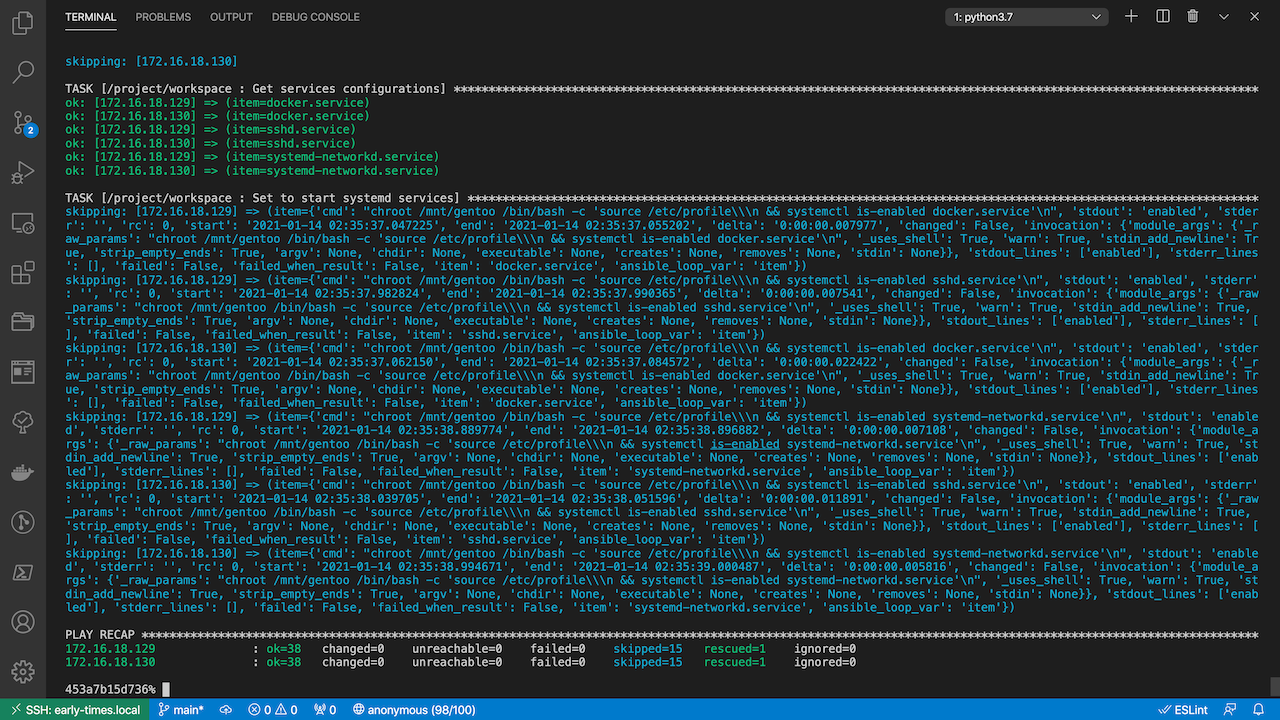 TERMINAL PROBLEMS OUTPUT DEBUG CONSOLE 1: python3.7
skipping: [172.16.18.130]
TASK [/project/workspace : Get services configurations] *******************************************************************************************************************
ok: [172.16.18.129] => (item=docker.service)
ok: [172.16.18.130] => (item=docker.service)
ok: [172.16.18.129] => (item=sshd.service)
ok: [172.16.18.130] => (item=sshd.service)
ok: [172.16.18.129] => (item=systemd-networkd.service)
ok: [172.16.18.130] => (item=systemd-networkd.service)
TASK [/project/workspace : Set to start systemd services] *****************************************************************************************************************
skipping: [172.16.18.129] => (item={'cmd': "chroot /mnt/gentoo /bin/bash -c 'source /etc/profile\\\n && systemctl is-enabled docker.service'\n", 'stdout': 'enabled', 'stder
r': '', 'rc': 0, 'start': '2021-01-14 02:35:37.047225', 'end': '2021-01-14 02:35:37.055202', 'delta': '0:00:00.007977', 'changed': False, 'invocation': {'module_args': {'_r
aw_params': "chroot /mnt/gentoo /bin/bash -c 'source /etc/profile\\\n && systemctl is-enabled docker.service'\n", '_uses_shell': True, 'warn': True, 'stdin_add_newline': Tr
ue, 'strip_empty_ends': True, 'argv': None, 'chdir': None, 'executable': None, 'creates': None, 'removes': None, 'stdin': None}}, 'stdout_lines': ['enabled'], 'stderr_lines
': [], 'failed': False, 'failed_when_result': False, 'item': 'docker.service', 'ansible_loop_var': 'item'})
skipping: [172.16.18.129] => (item={'cmd': "chroot /mnt/gentoo /bin/bash -c 'source /etc/profile\\\n && systemctl is-enabled sshd.service'\n", 'stdout': 'enabled', 'stderr'
: '', 'rc': 0, 'start': '2021-01-14 02:35:37.982824', 'end': '2021-01-14 02:35:37.990365', 'delta': '0:00:00.007541', 'changed': False, 'invocation': {'module_args': {'_raw
_params': "chroot /mnt/gentoo /bin/bash -c 'source /etc/profile\\\n && systemctl is-enabled sshd.service'\n", '_uses_shell': True, 'warn': True, 'stdin_add_newline': True,
'strip_empty_ends': True, 'argv': None, 'chdir': None, 'executable': None, 'creates': None, 'removes': None, 'stdin': None}}, 'stdout_lines': ['enabled'], 'stderr_lines': [
], 'failed': False, 'failed_when_result': False, 'item': 'sshd.service', 'ansible_loop_var': 'item'})
skipping: [172.16.18.130] => (item={'cmd': "chroot /mnt/gentoo /bin/bash -c 'source /etc/profile\\\n && systemctl is-enabled docker.service'\n", 'stdout': 'enabled', 'stder
r': '', 'rc': 0, 'start': '2021-01-14 02:35:37.062150', 'end': '2021-01-14 02:35:37.084572', 'delta': '0:00:00.022422', 'changed': False, 'invocation': {'module_args': {'_r
aw_params': "chroot /mnt/gentoo /bin/bash -c 'source /etc/profile\\\n && systemctl is-enabled docker.service'\n", '_uses_shell': True, 'warn': True, 'stdin_add_newline': Tr
ue, 'strip_empty_ends': True, 'argv': None, 'chdir': None, 'executable': None, 'creates': None, 'removes': None, 'stdin': None}}, 'stdout_lines': ['enabled'], 'stderr_lines
': [], 'failed': False, 'failed_when_result': False, 'item': 'docker.service', 'ansible_loop_var': 'item'})
skipping: [172.16.18.129] => (item={'cmd': "chroot /mnt/gentoo /bin/bash -c 'source /etc/profile\\\n && systemctl is-enabled systemd-networkd.service'\n", 'stdout': 'enable
d', 'stderr': '', 'rc': 0, 'start': '2021-01-14 02:35:38.889774', 'end': '2021-01-14 02:35:38.896882', 'delta': '0:00:00.007108', 'changed': False, 'invocation': {'module_a
rgs': {'_raw_params': "chroot /mnt/gentoo /bin/bash -c 'source /etc/profile\\\n && systemctl is-enabled systemd-networkd.service'\n", '_uses_shell': True, 'warn': True, 'st
din_add_newline': True, 'strip_empty_ends': True, 'argv': None, 'chdir': None, 'executable': None, 'creates': None, 'removes': None, 'stdin': None}}, 'stdout_lines': ['enab
led'], 'stderr_lines': [], 'failed': False, 'failed_when_result': False, 'item': 'systemd-networkd.service', 'ansible_loop_var': 'item'})
skipping: [172.16.18.130] => (item={'cmd': "chroot /mnt/gentoo /bin/bash -c 'source /etc/profile\\\n && systemctl is-enabled sshd.service'\n", 'stdout': 'enabled', 'stderr'
: '', 'rc': 0, 'start': '2021-01-14 02:35:38.039705', 'end': '2021-01-14 02:35:38.051596', 'delta': '0:00:00.011891', 'changed': False, 'invocation': {'module_args': {'_raw
_params': "chroot /mnt/gentoo /bin/bash -c 'source /etc/profile\\\n && systemctl is-enabled sshd.service'\n", '_uses_shell': True, 'warn': True, 'stdin_add_newline': True,
'strip_empty_ends': True, 'argv': None, 'chdir': None, 'executable': None, 'creates': None, 'removes': None, 'stdin': None}}, 'stdout_lines': ['enabled'], 'stderr_lines': [
], 'failed': False, 'failed_when_result': False, 'item': 'sshd.service', 'ansible_loop_var': 'item'})
skipping: [172.16.18.130] => (item={'cmd': "chroot /mnt/gentoo /bin/bash -c 'source /etc/profile\\\n && systemctl is-enabled systemd-networkd.service'\n", 'stdout': 'enable
d', 'stderr': '', 'rc': 0, 'start': '2021-01-14 02:35:38.994671', 'end': '2021-01-14 02:35:39.000487', 'delta': '0:00:00.005816', 'changed': False, 'invocation': {'module_a
rgs': {'_raw_params': "chroot /mnt/gentoo /bin/bash -c 'source /etc/profile\\\n && systemctl is-enabled systemd-networkd.service'\n", '_uses_shell': True, 'warn': True, 'st
din_add_newline': True, 'strip_empty_ends': True, 'argv': None, 'chdir': None, 'executable': None, 'creates': None, 'removes': None, 'stdin': None}}, 'stdout_lines': ['enab
led'], 'stderr_lines': [], 'failed': False, 'failed_when_result': False, 'item': 'systemd-networkd.service', 'ansible_loop_var': 'item'})
PLAY RECAP ****************************************************************************************************************************************************************
172.16.18.129 : ok=38 changed=0 unreachable=0 failed=0 skipped=15 rescued=1 ignored=0
172.16.18.130 : ok=38 changed=0 unreachable=0 failed=0 skipped=15 rescued=1 ignored=0
453a7b15d736%
2
SSH: early-times.local main* 0 0 0 anonymous (98/100) ESLint